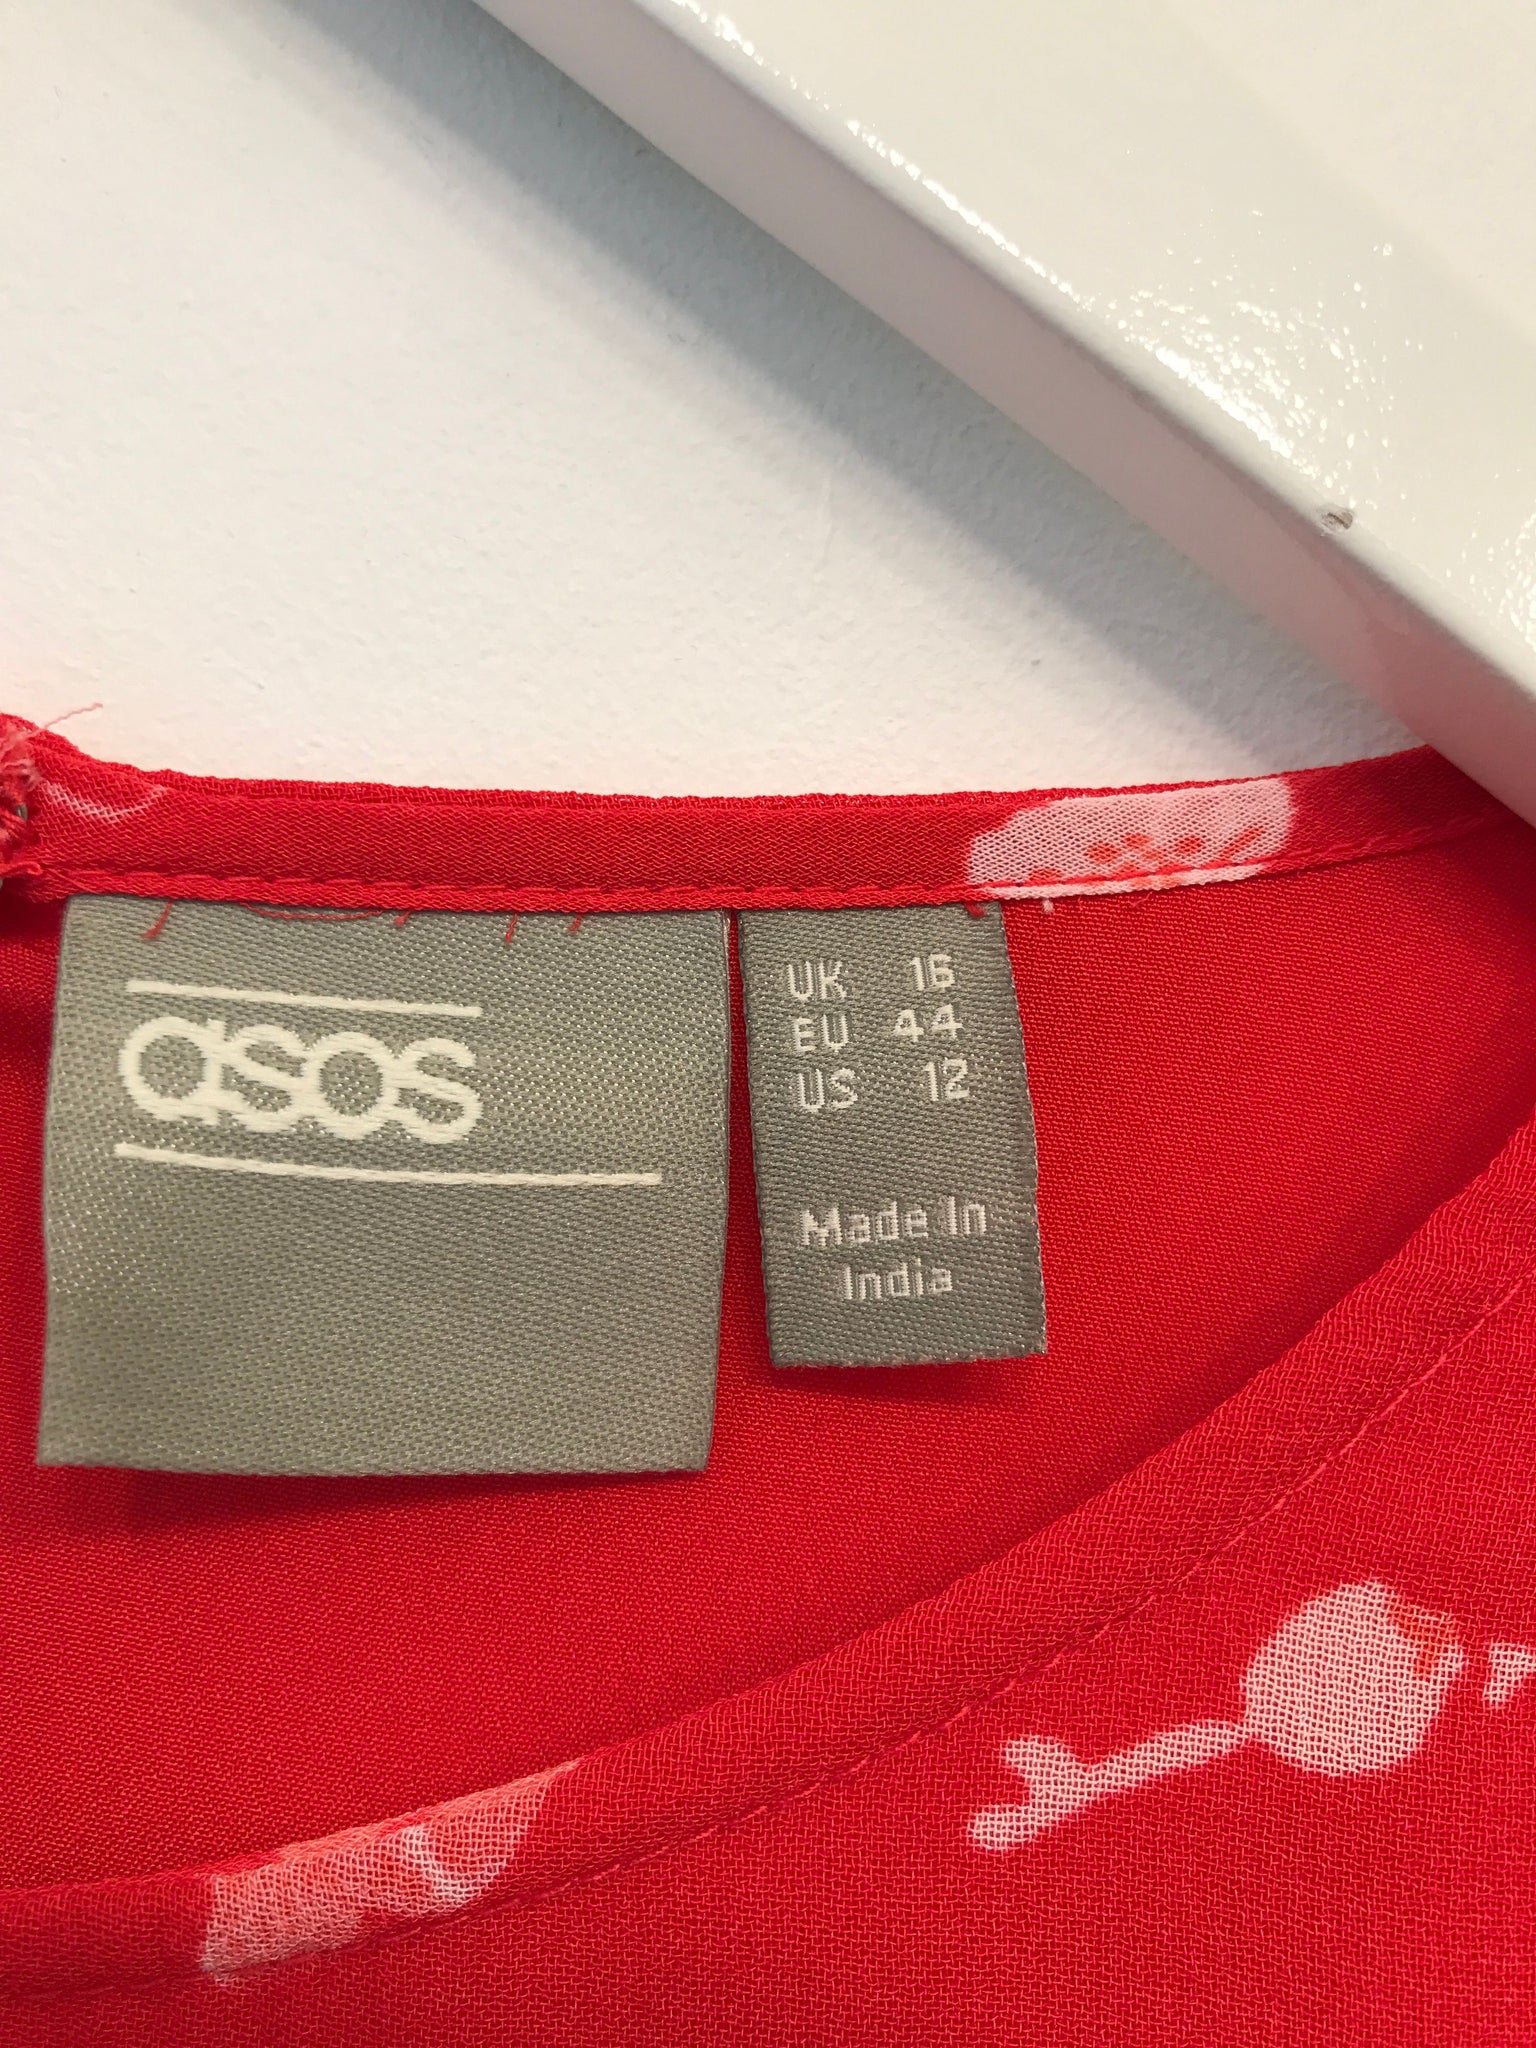 asos
UK 16
EU 44
US 12
Made In
India